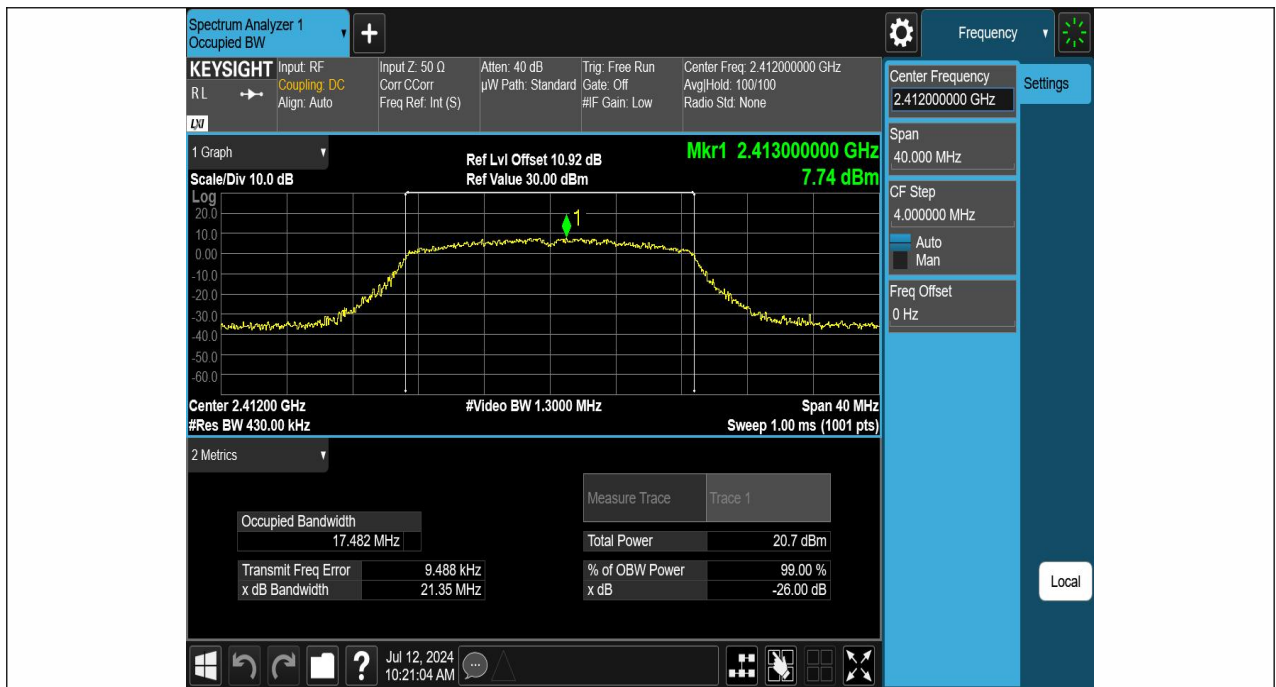 Spectrum Analyzer 1
Occupied BW
+
Frequency
KEYSIGHT
R L
LXI
Input: RF
Coupling: DC
Align: Auto
Input Z: 50 Ω
Corr CCorr
Freq Ref: Int (S)
Atten: 40 dB
µW Path: Standard
Trig: Free Run
Gate: Off
#IF Gain: Low
Center Freq: 2.412000000 GHz
Avg|Hold: 100/100
Radio Std: None
Center Frequency
2.412000000 GHz
Settings
Span
40.000 MHz
CF Step
4.000000 MHz
Auto
Man
Freq Offset
0 Hz
Local
1 Graph
Scale/Div 10.0 dB
Ref Lvl Offset 10.92 dB
Ref Value 30.00 dBm
Mkr1 2.413000000 GHz
7.74 dBm
Log
20.0
10.0
0.00
-10.0
-20.0
-30.0
-40.0
-50.0
-60.0
1
Center 2.41200 GHz
#Video BW 1.3000 MHz
Span 40 MHz
#Res BW 430.00 kHz
Sweep 1.00 ms (1001 pts)
2 Metrics
Measure Trace Trace 1
Occupied Bandwidth
17.482 MHz
Total Power 20.7 dBm
Transmit Freq Error 9.488 kHz
% of OBW Power 99.00 %
x dB Bandwidth 21.35 MHz
x dB -26.00 dB
?
Jul 12, 2024
10:21:04 AM